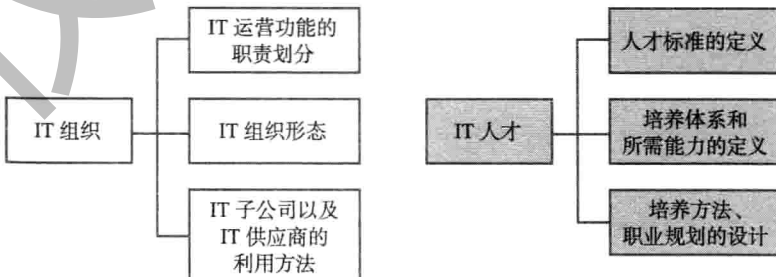 IT 组织
IT 运营功能的
职责划分
IT 组织形态
IT 子公司以及
IT 供应商的
利用方法
IT 人才
人才标准的定义
培养体系和
所需能力的定义
培养方法、
职业规划的设计